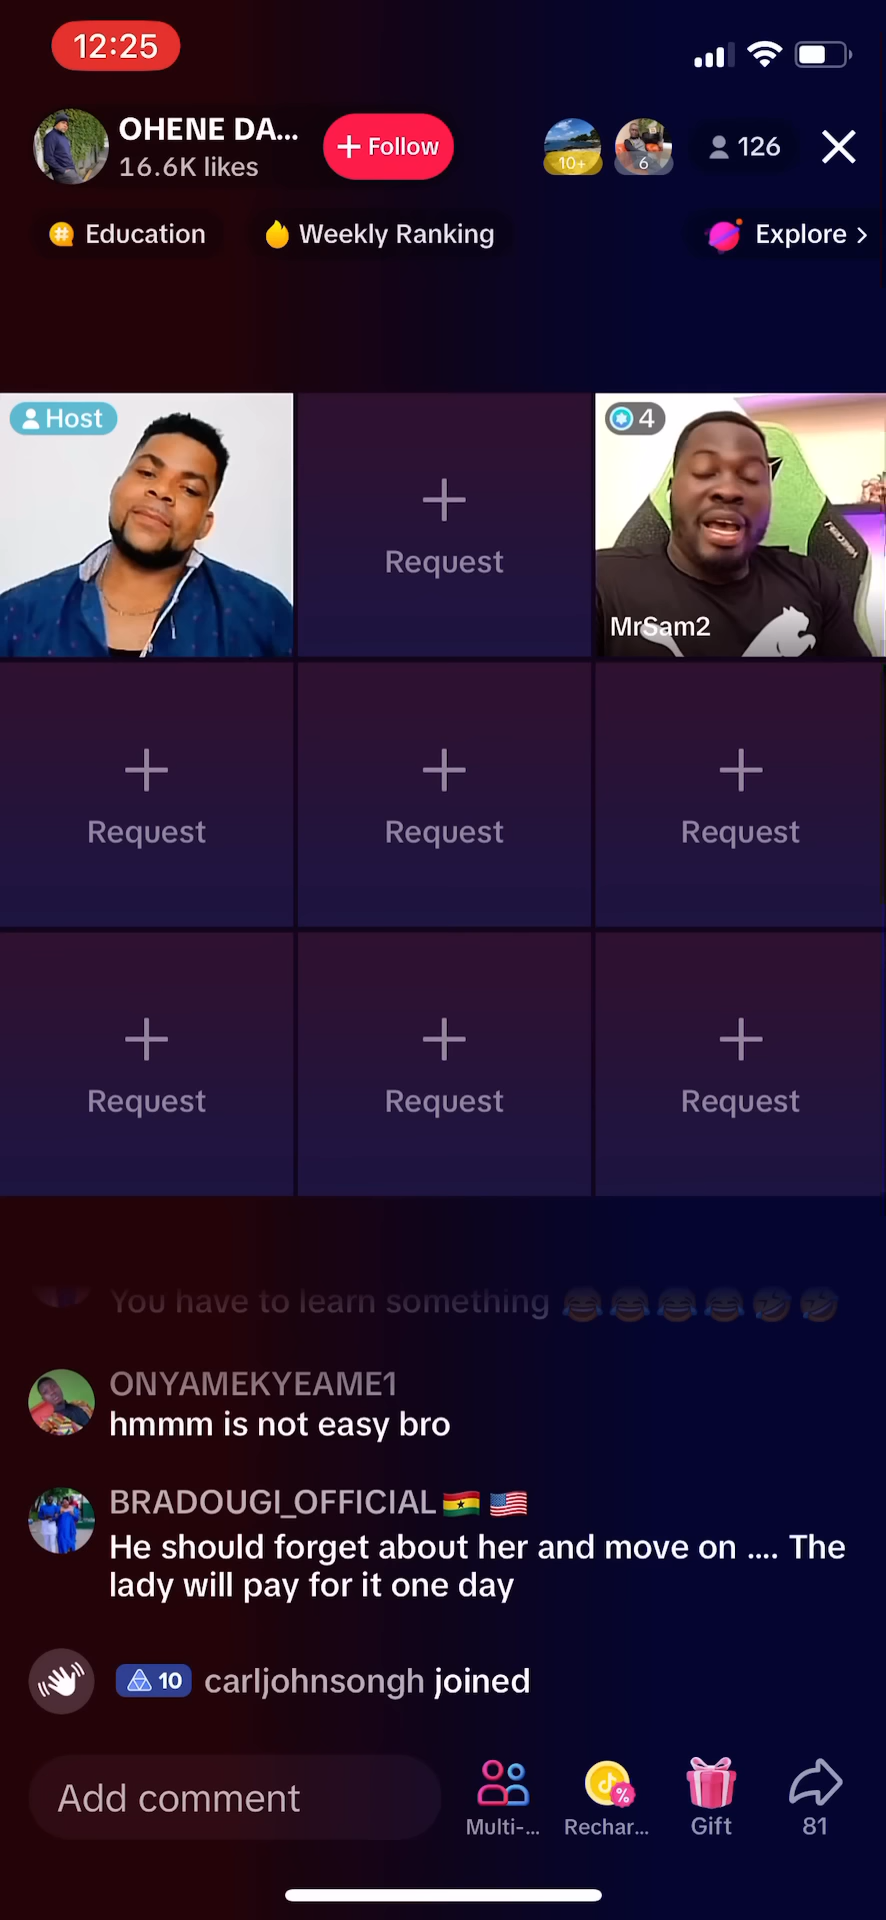 12:25
OHENE DA...
16.6K likes
+ Follow
10+
6
126
Education
Weekly Ranking
Explore >
Host
Request
4
MrSam2
Request
Request
Request
Request
Request
Request
You have to learn something 😂😂😂😂🤣🤣
ONYAMEKYEAME1
hmmm is not easy bro
BRADOUGI_OFFICIAL🇬🇭 🇺🇸
He should forget about her and move on .... The
lady will pay for it one day
10 carljohnsongh joined
Add comment
Multi-...
Rechar...
Gift
81